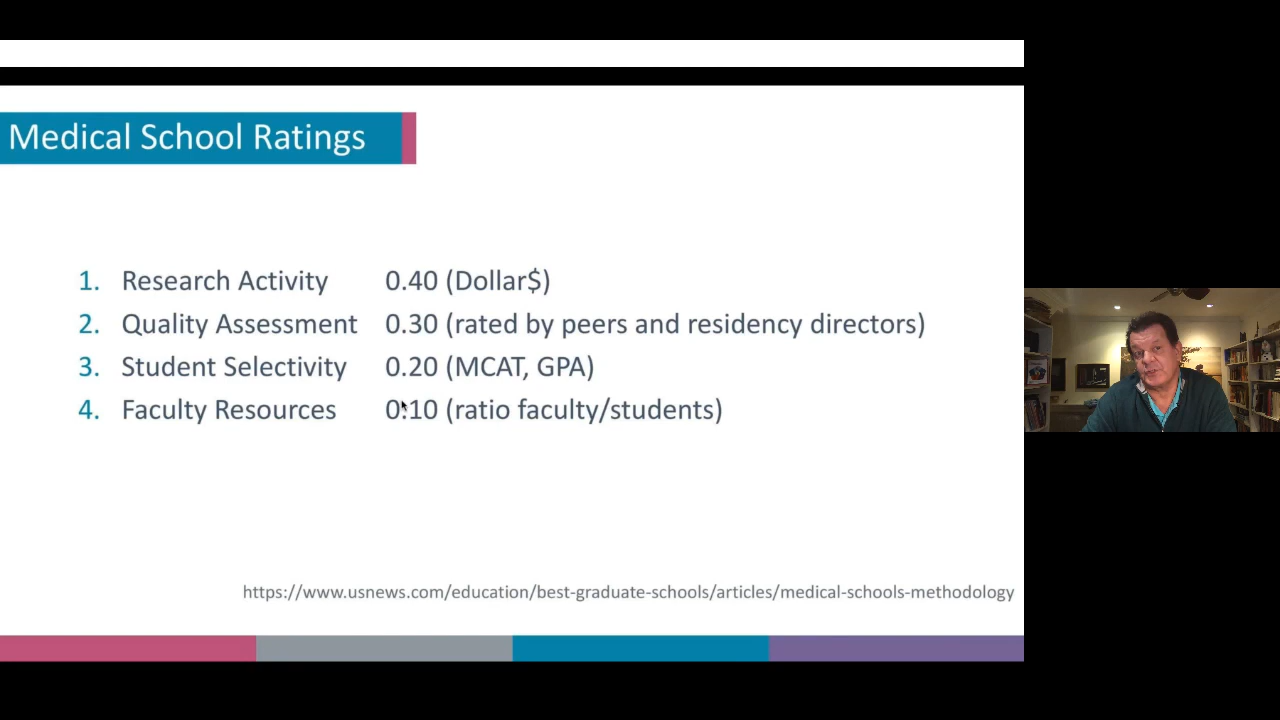 Medical School Ratings
1. Research Activity 0.40 (Dollar$)
2. Quality Assessment 0.30 (rated by peers and residency directors)
3. Student Selectivity 0.20 (MCAT, GPA)
4. Faculty Resources 0.10 (ratio faculty/students)
https://www.usnews.com/education/best-graduate-schools/articles/medical-schools-methodology